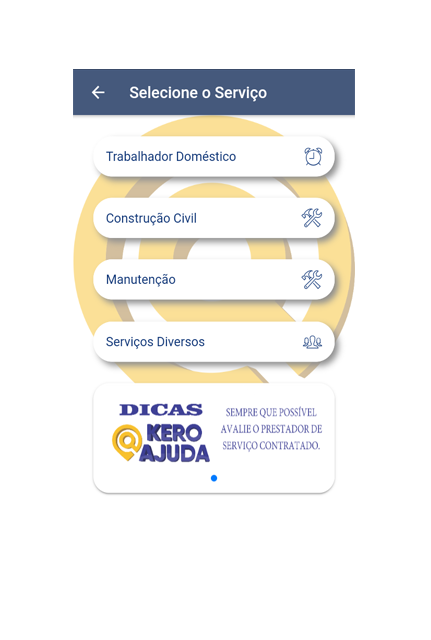 Selecione o Serviço
Trabalhador Doméstico
Construção Civil
Manutenção
Serviços Diversos
DICAS
@KERO
AJUDA
SEMPRE QUE POSSÍVEL
AVALIE O PRESTADOR DE
SERVIÇO CONTRATADO.